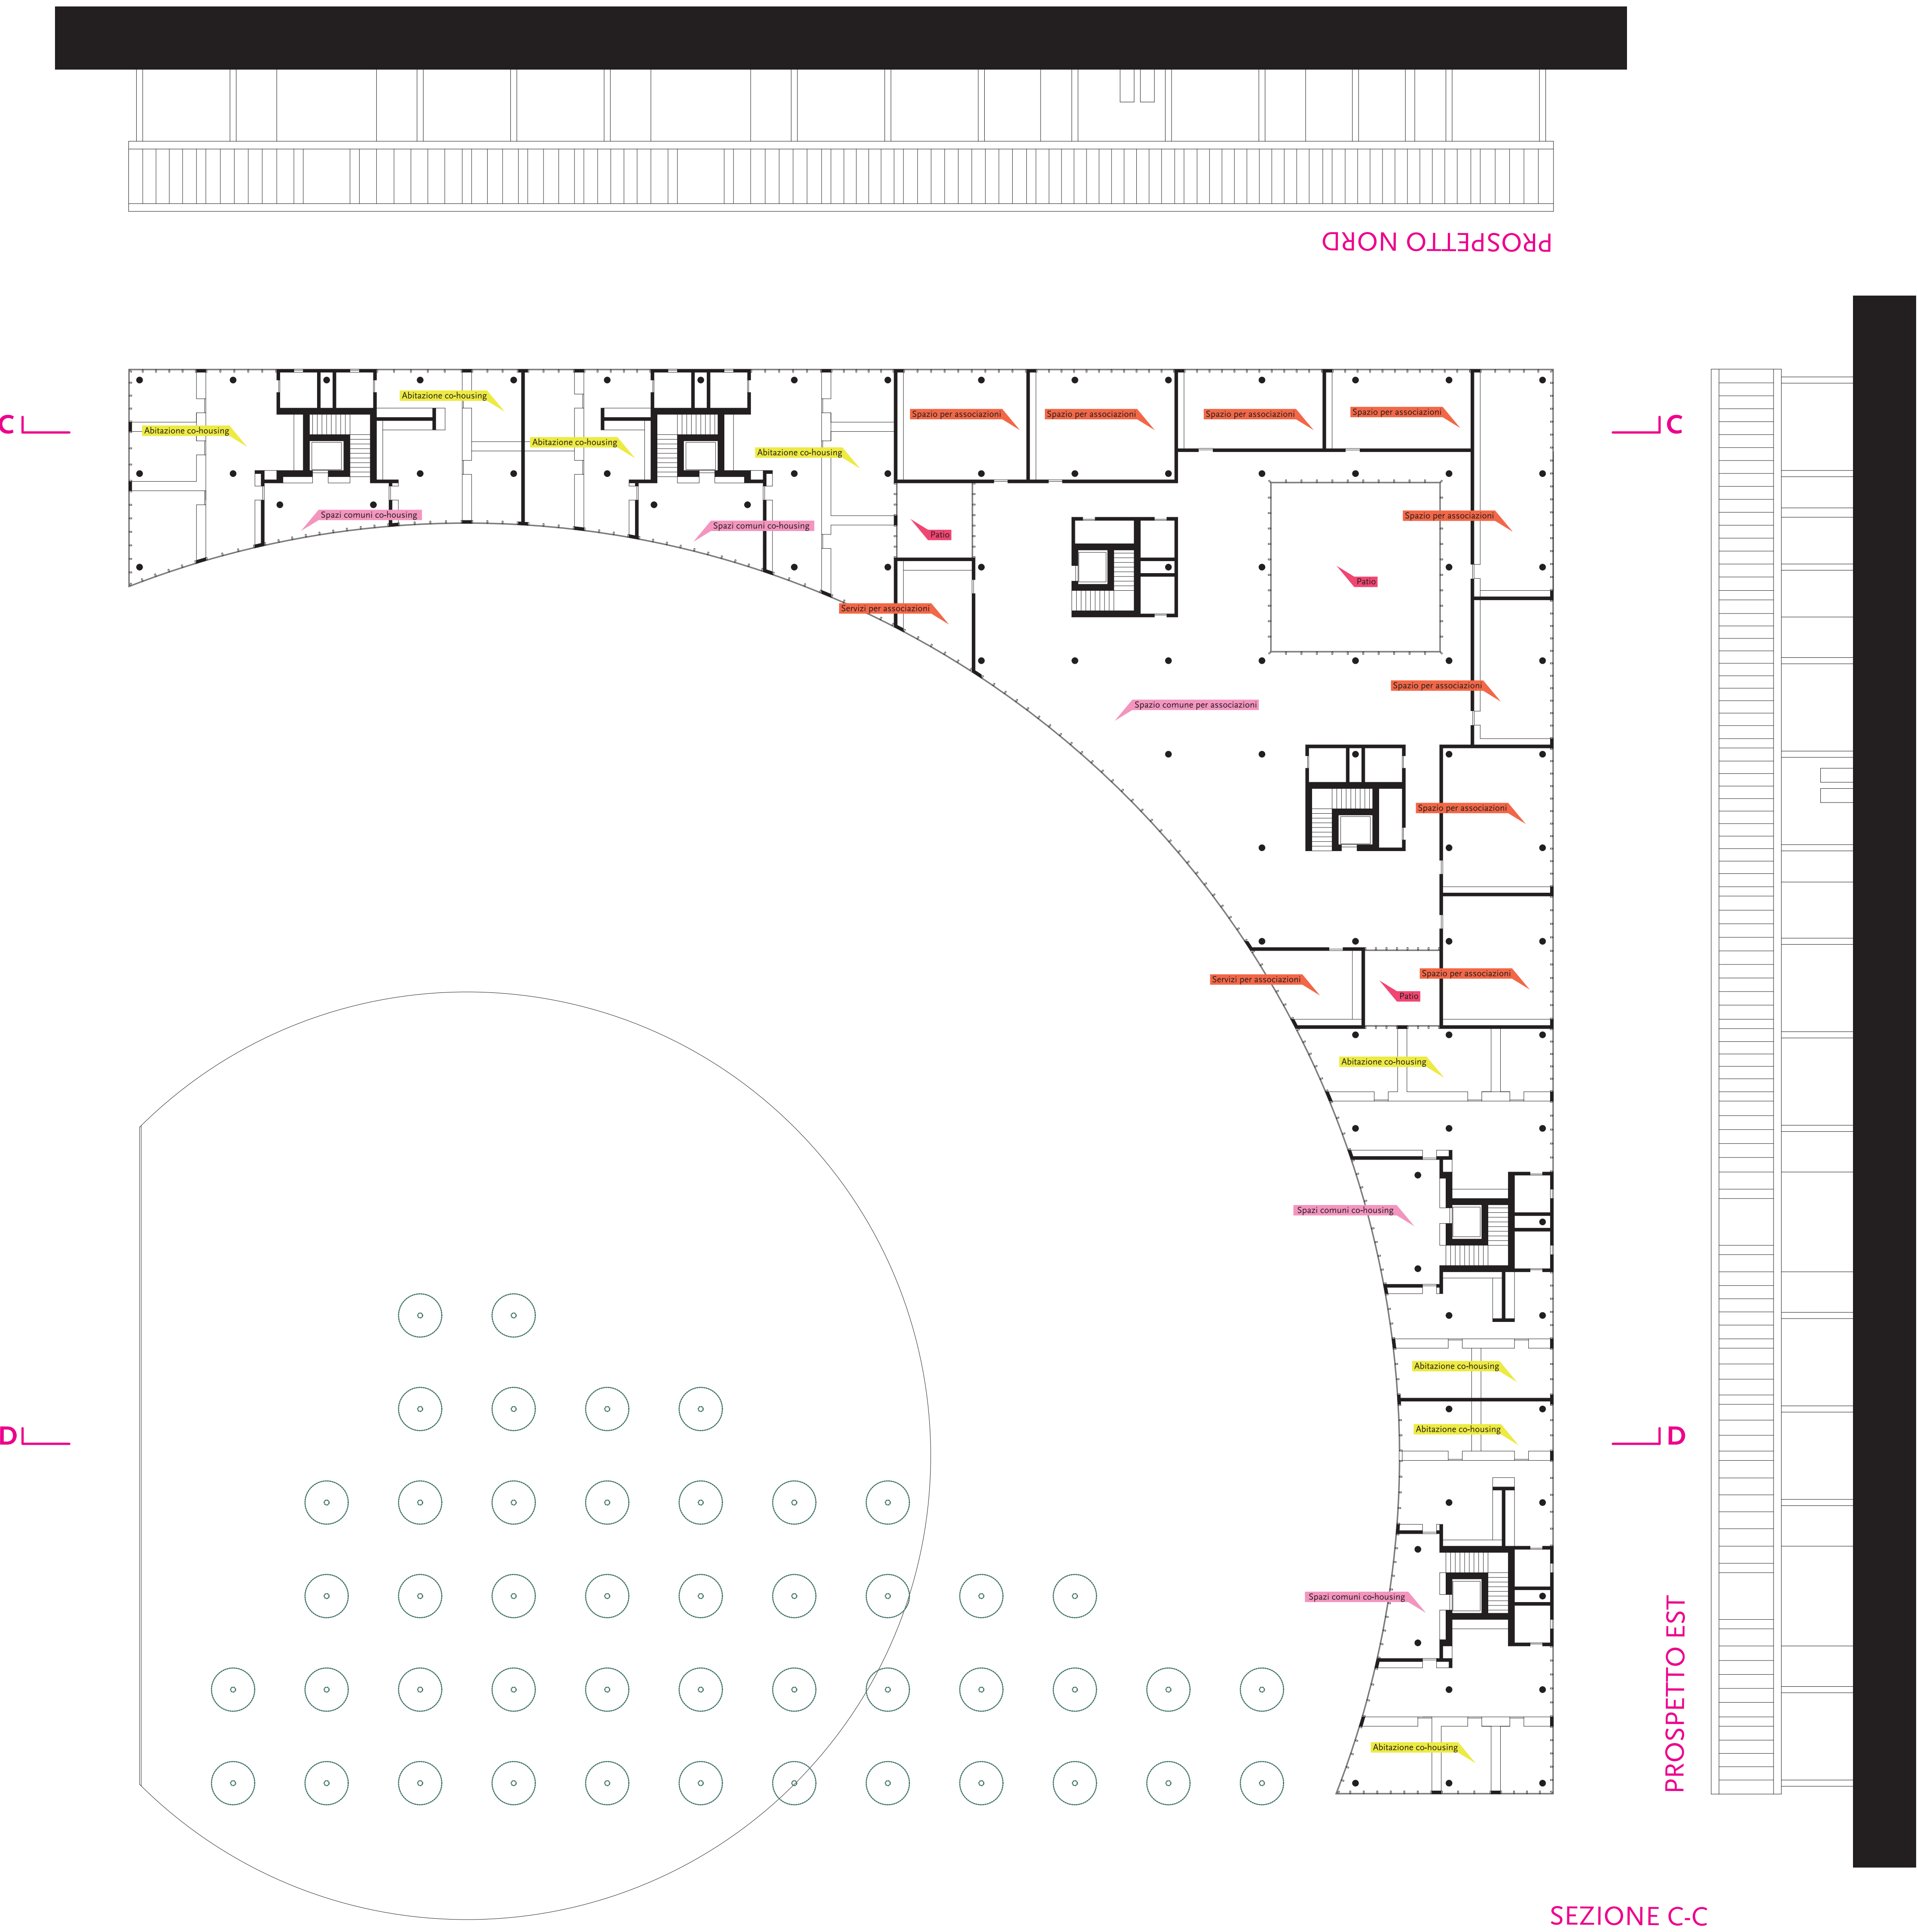 PROSPETTO NORD
C
C
Abitazione co-housing
Abitazione co-housing
Abitazione co-housing
Abitazione co-housing
Spazio per associazioni
Spazio per associazioni
Spazio per associazioni
Spazio per associazioni
Spazi comuni co-housing
Spazi comuni co-housing
Patio
Spazio per associazioni
Patio
Servizi per associazioni
Spazio per associazioni
Spazio comune per associazioni
Spazio per associazioni
Servizi per associazioni
Patio
Spazio per associazioni
Abitazione co-housing
Spazi comuni co-housing
Abitazione co-housing
Abitazione co-housing
D
D
Spazi comuni co-housing
Abitazione co-housing
PROSPETTO EST
SEZIONE C-C